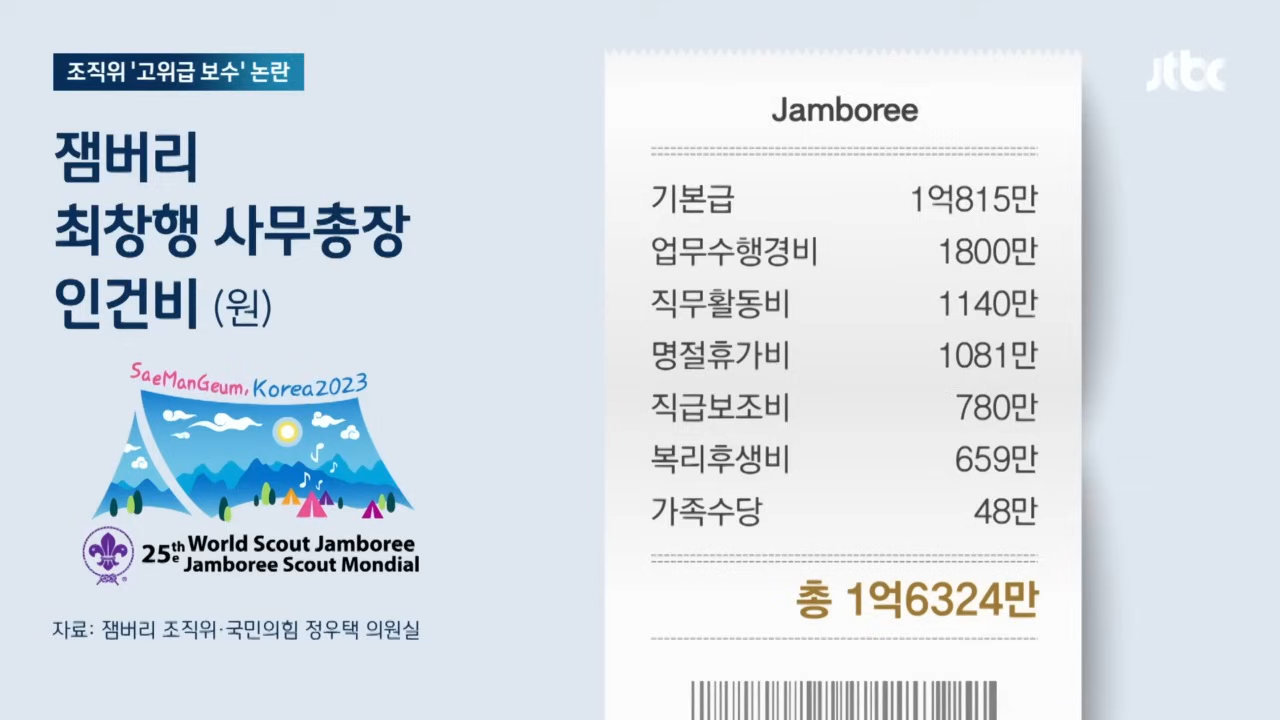 조직위 '고위급 보수' 논란
jtbc
잼버리
최창행 사무총장
인건비 (원)
SaeManGeum, Korea2023
25th World Scout Jamboree
e Jamboree Scout Mondial
자료: 잼버리 조직위·국민의힘 정우택 의원실
Jamboree
기본급 1억815만
업무수행경비 1800만
직무활동비 1140만
명절휴가비 1081만
직급보조비 780만
복리후생비 659만
가족수당 48만
총 1억6324만